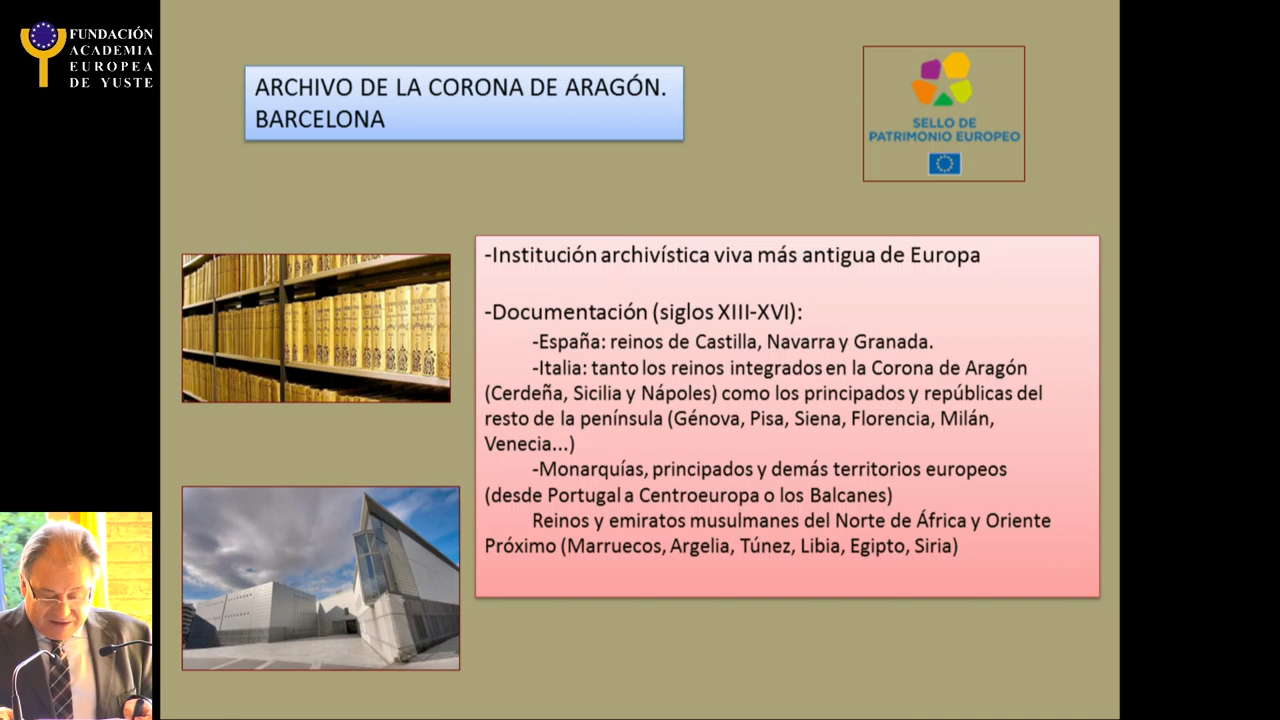 FUNDACIÓN
ACADEMIA
EUROPEA
DE YUSTE
ARCHIVO DE LA CORONA DE ARAGÓN.
BARCELONA
SELLO DE
PATRIMONIO EUROPEO
-Institución archivística viva más antigua de Europa
-Documentación (siglos XIII-XVI):
-España: reinos de Castilla, Navarra y Granada.
-Italia: tanto los reinos integrados en la Corona de Aragón
(Cerdeña, Sicilia y Nápoles) como los principados y repúblicas del
resto de la península (Génova, Pisa, Siena, Florencia, Milán,
Venecia...)
-Monarquías, principados y demás territorios europeos
(desde Portugal a Centroeuropa o los Balcanes)
Reinos y emiratos musulmanes del Norte de África y Oriente
Próximo (Marruecos, Argelia, Túnez, Libia, Egipto, Siria)